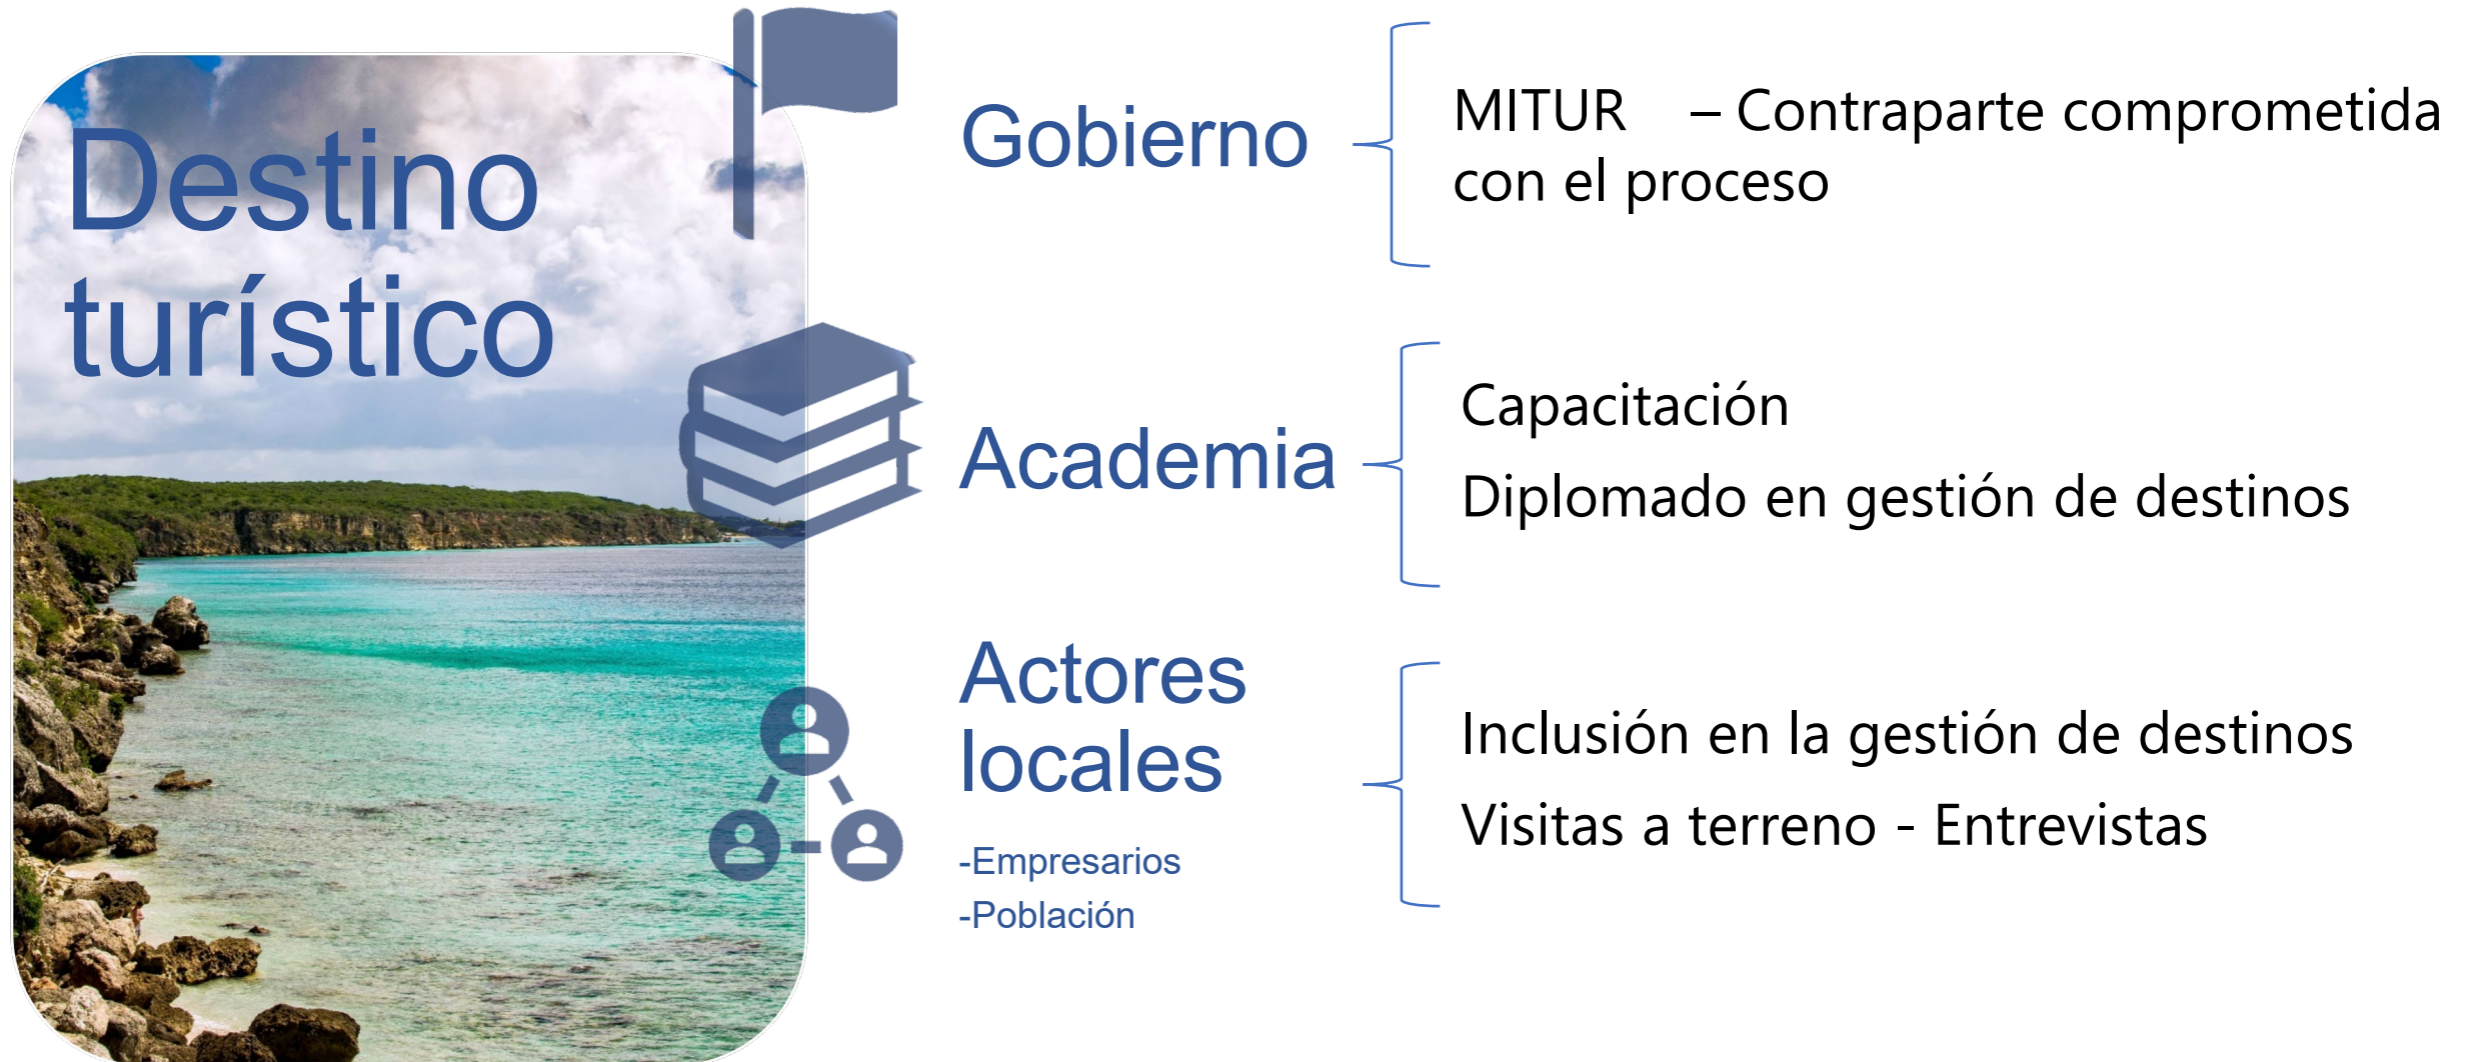 Destino
turístico
Gobierno
MITUR – Contraparte comprometida
con el proceso
Academia
Capacitación
Diplomado en gestión de destinos
Actores
locales
-Empresarios
-Población
Inclusión en la gestión de destinos
Visitas a terreno - Entrevistas